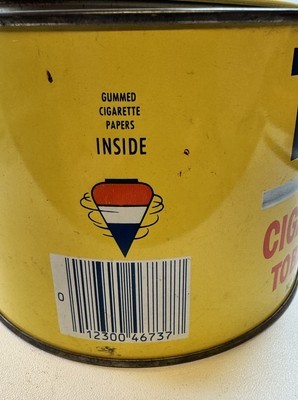 GUMMED
CIGARETTE
PAPERS
INSIDE
0
12300 46737